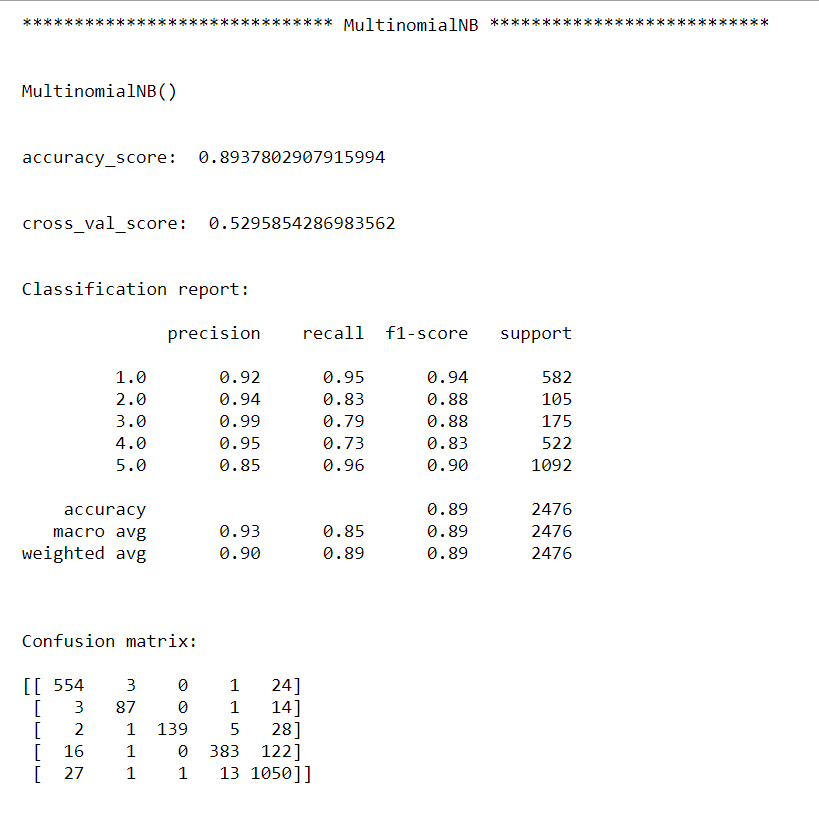 ****************************** MultinomialNB ***************************
MultinomialNB()
accuracy_score:  0.8937802907915994
cross_val_score:  0.5295854286983562
Classification report:
              precision    recall  f1-score   support
         1.0       0.92      0.95      0.94       582
         2.0       0.94      0.83      0.88       105
         3.0       0.99      0.79      0.88       175
         4.0       0.95      0.73      0.83       522
         5.0       0.85      0.96      0.90      1092
    accuracy                           0.89      2476
   macro avg       0.93      0.85      0.89      2476
weighted avg       0.90      0.89      0.89      2476
Confusion matrix:
[[ 554    3    0    1   24]
 [   3   87    0    1   14]
 [   2    1  139    5   28]
 [  16    1    0  383  122]
 [  27    1    1   13 1050]]